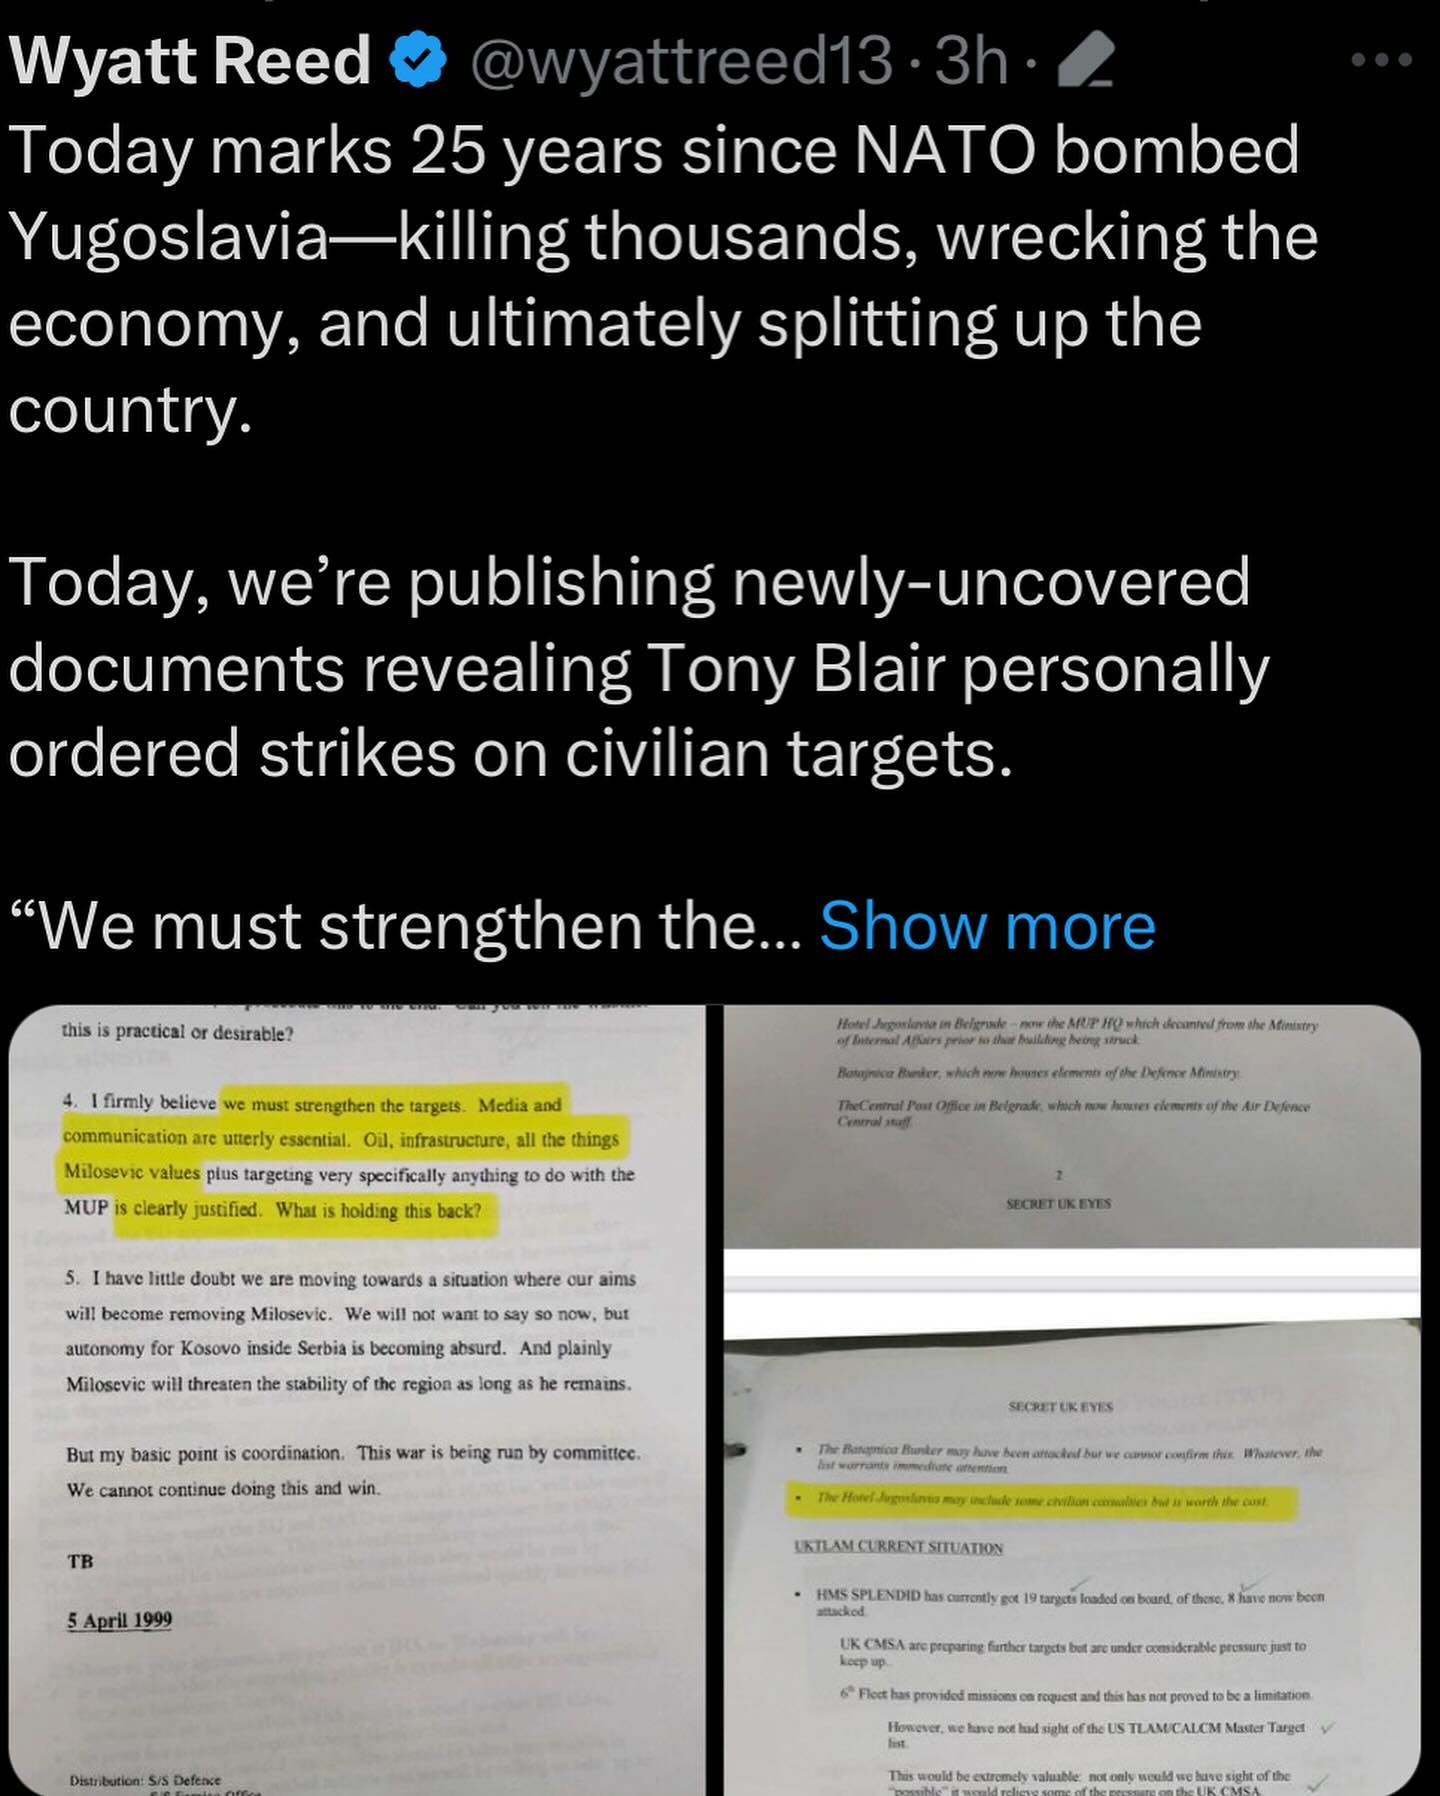 Wyatt Reed @wyattreed13 · 3h ·
Today marks 25 years since NATO bombed
Yugoslavia—killing thousands, wrecking the
economy, and ultimately splitting up the
country.
Today, we’re publishing newly-uncovered
documents revealing Tony Blair personally
ordered strikes on civilian targets.
“We must strengthen the... Show more
this is practical or desirable?
4. I firmly believe we must strengthen the targets. Media and
communication are utterly essential. Oil, infrastructure, all the things
Milosevic values plus targeting very specifically anything to do with the
MUP is clearly justified. What is holding this back?
5. I have little doubt we are moving towards a situation where our aims
will become removing Milosevic. We will not want to say so now, but
autonomy for Kosovo inside Serbia is becoming absurd. And plainly
Milosevic will threaten the stability of the region as long as he remains.
But my basic point is coordination. This war is being run by committee.
We cannot continue doing this and win.
TB
5 April 1999
Distribution: S/S Defence
Hotel Jugoslavia in Belgrade – now the MUP HQ which decanted from the Ministry
of Internal Affairs prior to that building being struck.
Batajnica Bunker, which now houses elements of the Defence Ministry.
TheCentral Post Office in Belgrade, which now houses elements of the Air Defence
Central staff.
2
SECRET UK EYES
SECRET UK EYES
• The Batajnica Bunker may have been attacked but we cannot confirm this. Whatever, the
list warrants immediate attention.
• The Hotel Jugoslavia may include some civilian casualties but is worth the cost.
UKTLAM CURRENT SITUATION
• HMS SPLENDID has currently got 19 targets loaded on board, of these, 8 have now been
attacked.
UK CMSA are preparing further targets but are under considerable pressure just to
keep up.
6th Fleet has provided missions on request and this has not proved to be a limitation.
However, we have not had sight of the US TLAM/CALCM Master Target
list.
This would be extremely valuable: not only would we have sight of the
"possible" it would relieve some of the pressure on the UK CMSA.